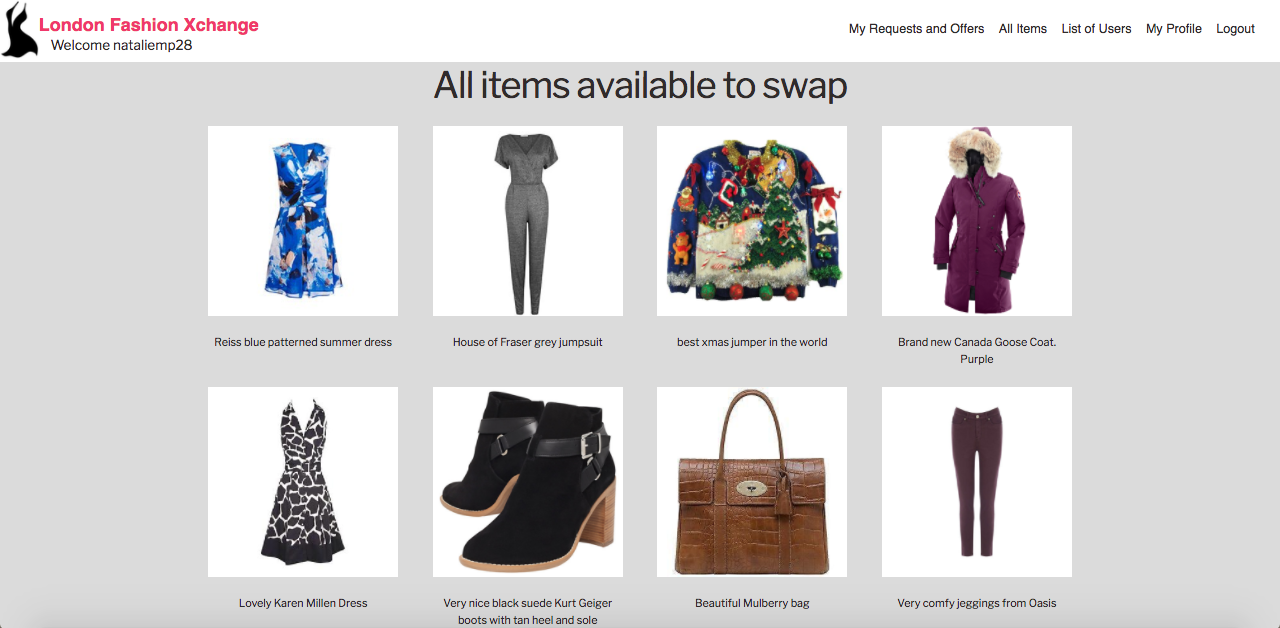 London Fashion Xchange
Welcome nataliemp28
My Requests and Offers All Items List of Users My Profile Logout
All items available to swap
Reiss blue patterned summer dress
House of Fraser grey jumpsuit
best xmas jumper in the world
Brand new Canada Goose Coat.
Purple
Lovely Karen Millen Dress
Very nice black suede Kurt Geiger
boots with tan heel and sole
Beautiful Mulberry bag
Very comfy jeggings from Oasis